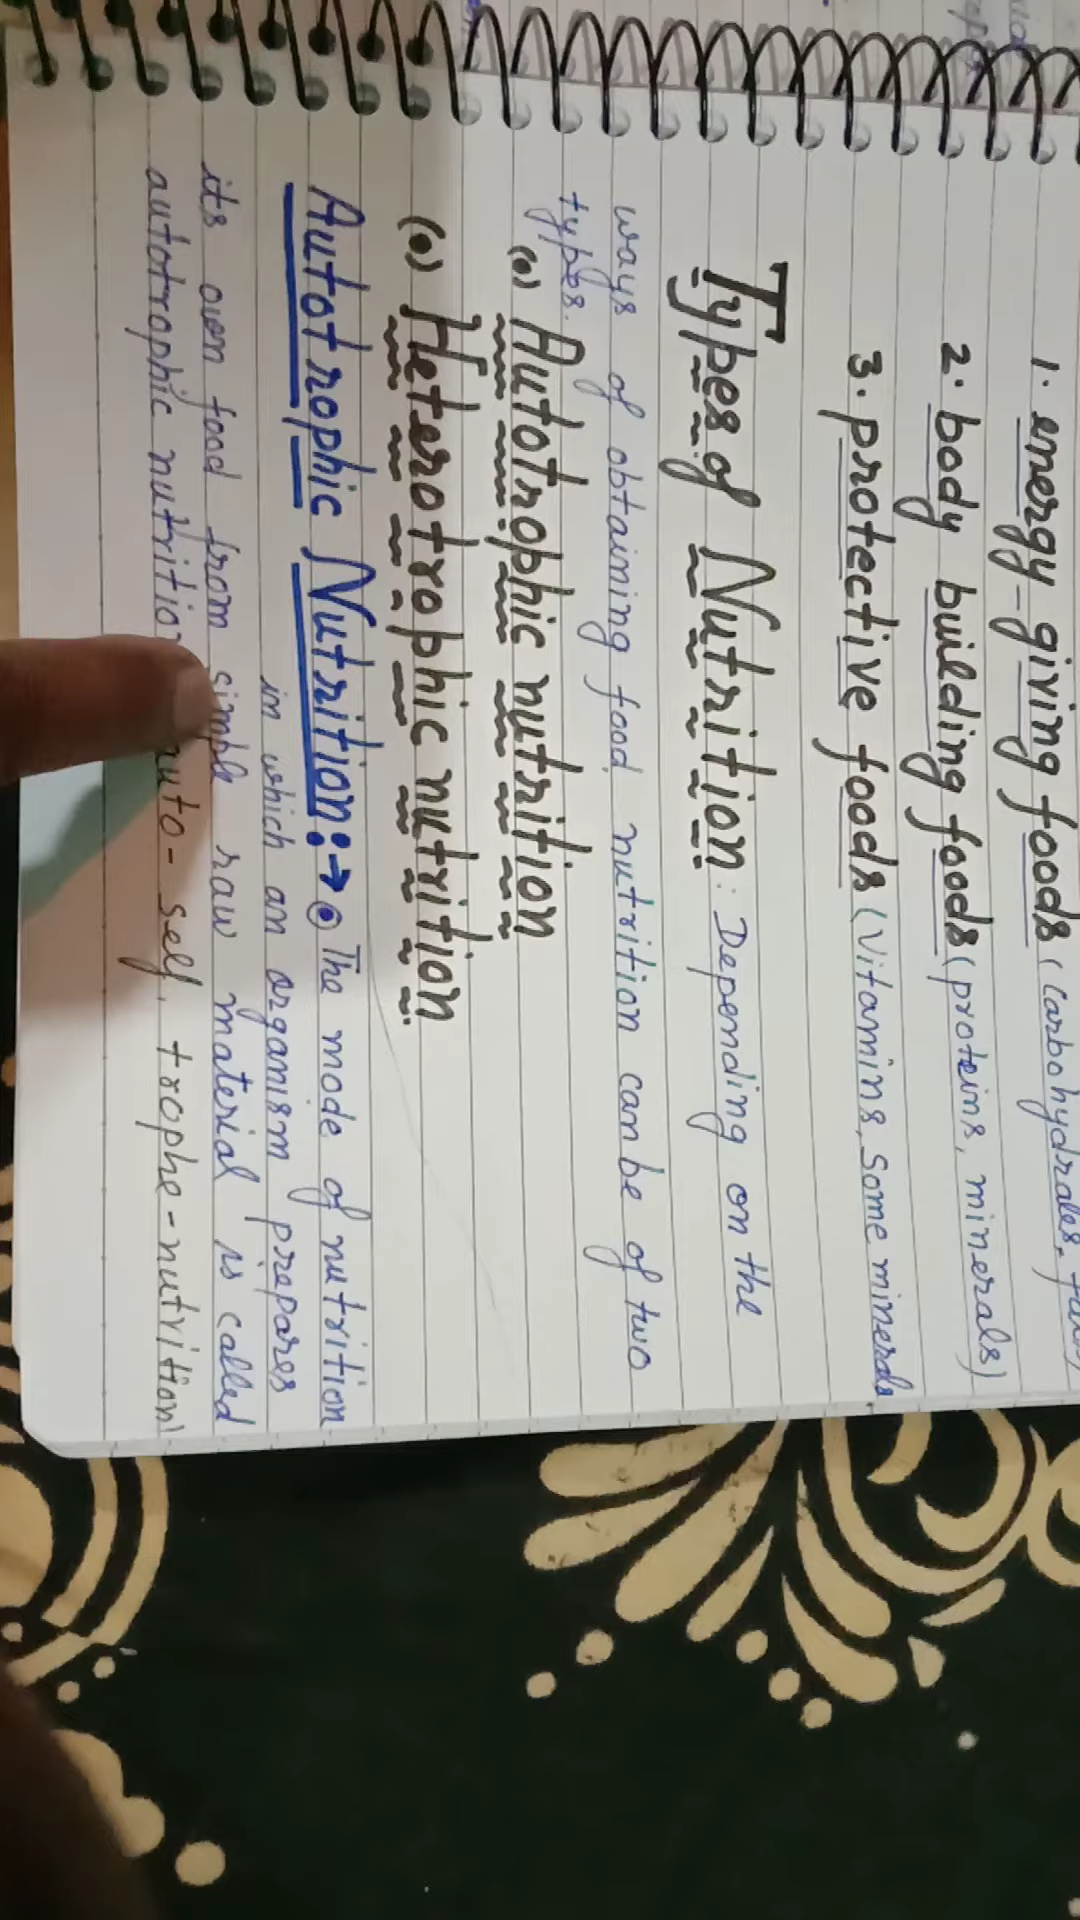 1. energy-giving foods (carbohydrates,
2. body building foods (proteins, minerals)
3. protective foods (Vitamins, Some minerals.
Types of Nutrition: Depending on the
ways of obtaining food, nutrition can be of two
types.
(•) Autotrophic nutrition
(•) Heterotrophic nutrition
Autotrophic Nutrition:→ The mode of nutrition
in which an organism prepares
its own food from simple raw material is called
autotrophic nutrition auto-self, trophe-nutrition)